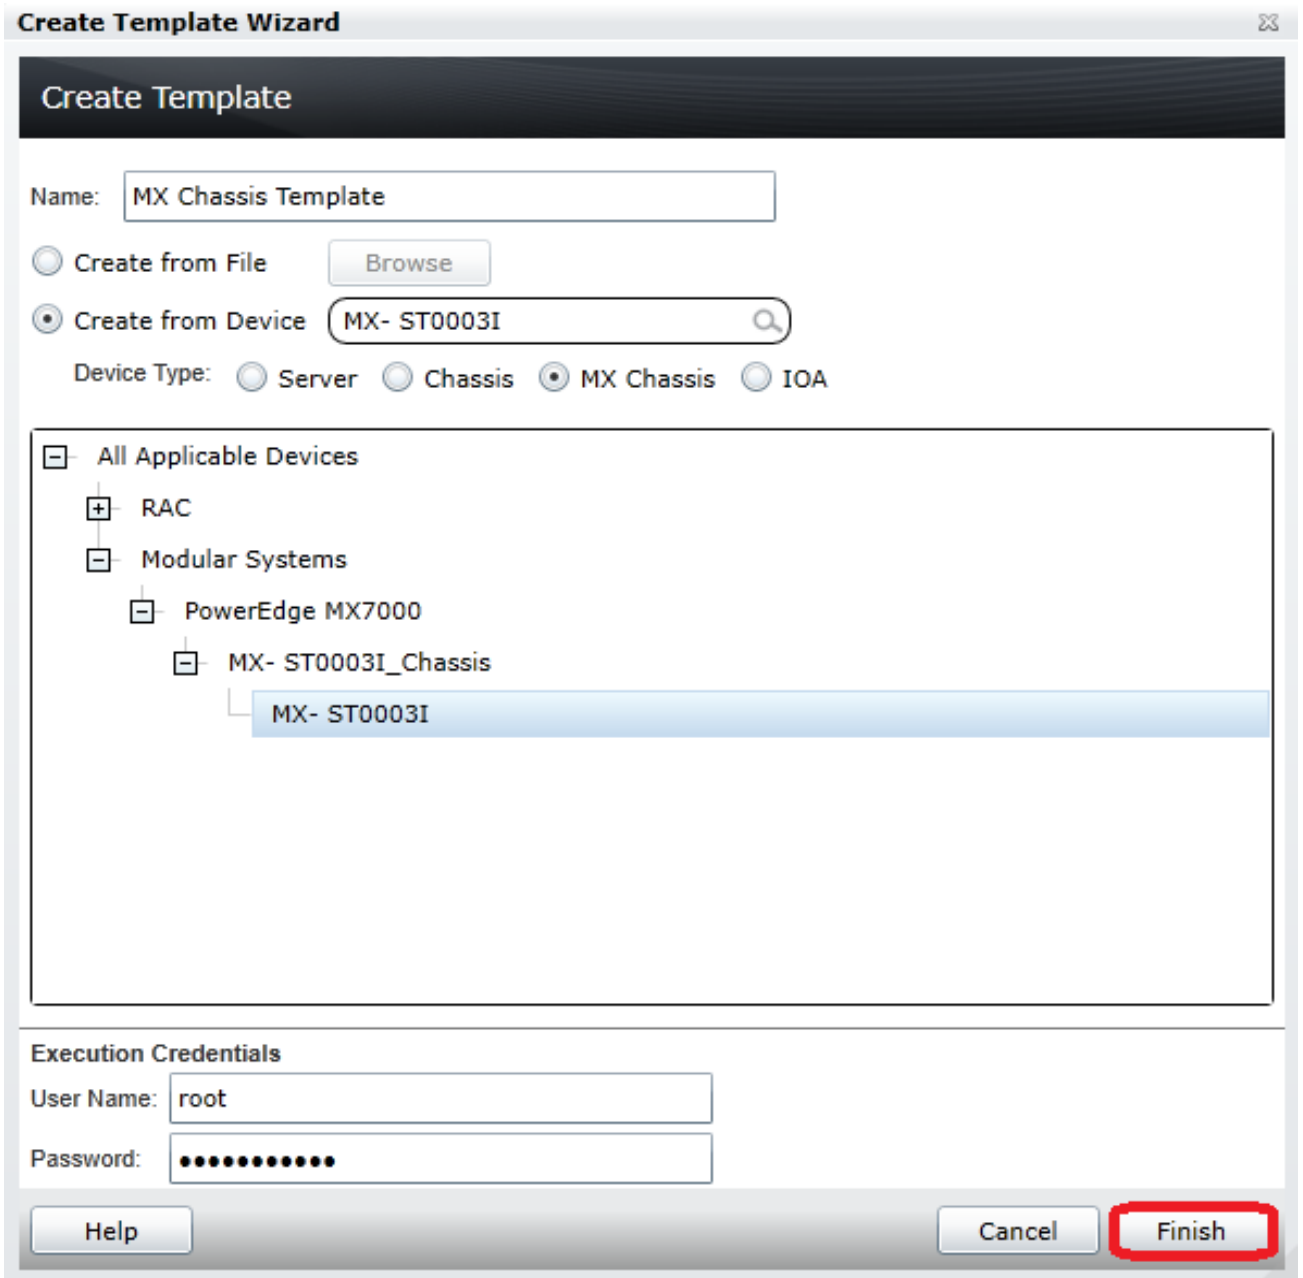 Create Template Wizard
Create Template
Name: MX Chassis Template
Create from File Browse
Create from Device MX- ST0003I
Device Type: Server Chassis MX Chassis IOA
All Applicable Devices
RAC
Modular Systems
PowerEdge MX7000
MX- ST0003I_Chassis
MX- ST0003I
Execution Credentials
User Name: root
Password: •••••••••••
Help Cancel Finish